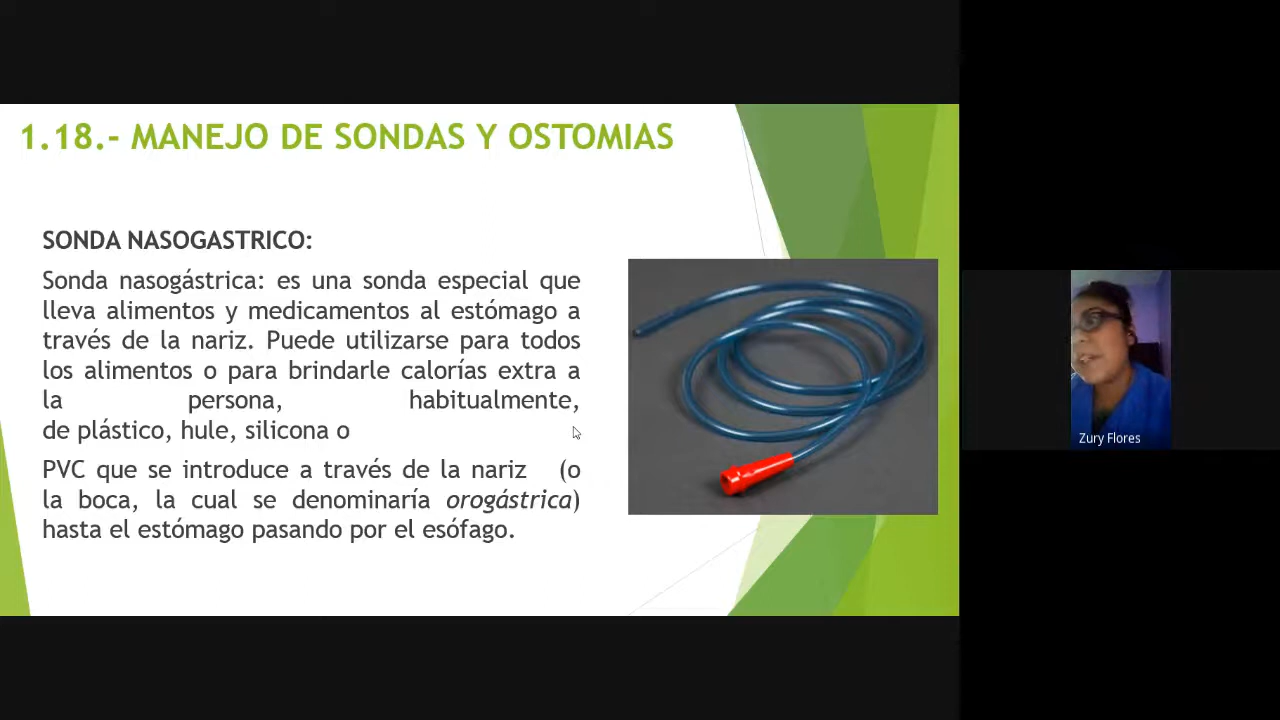 1.18.- MANEJO DE SONDAS Y OSTOMIAS
SONDA NASOGASTRICO:
Sonda nasogástrica: es una sonda especial que
lleva alimentos y medicamentos al estómago a
través de la nariz. Puede utilizarse para todos
los alimentos o para brindarle calorías extra a
la persona, habitualmente,
de plástico, hule, silicona o
PVC que se introduce a través de la nariz (o
la boca, la cual se denominaría orogástrica)
hasta el estómago pasando por el esófago.
Zury Flores